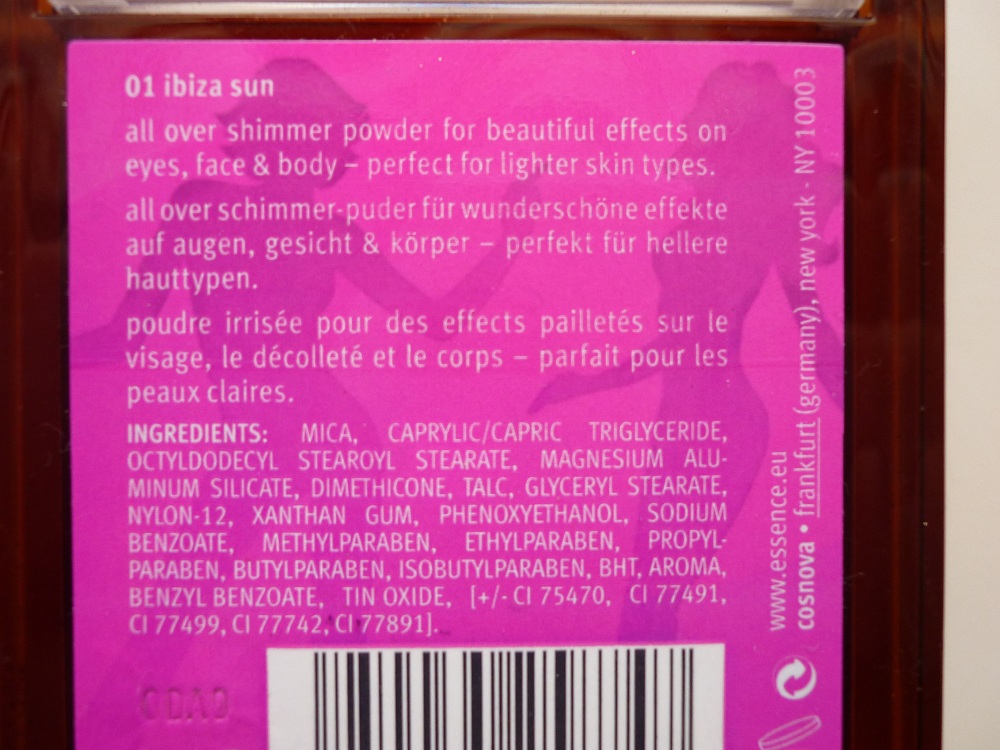 01 ibiza sun
all over shimmer powder for beautiful effects on
eyes, face & body – perfect for lighter skin types.
all over schimmer-puder für wunderschöne effekte
auf augen, gesicht & körper – perfekt für hellere
hauttypen.
poudre irrisée pour des effects pailletés sur le
visage, le décolleté et le corps – parfait pour les
peaux claires.
INGREDIENTS: MICA, CAPRYLIC/CAPRIC TRIGLYCERIDE,
OCTYLDODECYL STEAROYL STEARATE, MAGNESIUM ALU-
MINUM SILICATE, DIMETHICONE, TALC, GLYCERYL STEARATE,
NYLON-12, XANTHAN GUM, PHENOXYETHANOL, SODIUM
BENZOATE, METHYLPARABEN, ETHYLPARABEN, PROPYL-
PARABEN, BUTYLPARABEN, ISOBUTYLPARABEN, BHT, AROMA,
BENZYL BENZOATE, TIN OXIDE, [+/- CI 75470, CI 77491,
CI 77499, CI 77742, CI 77891].
www.essence.eu
cosnova • frankfurt (germany), new york · NY 10003